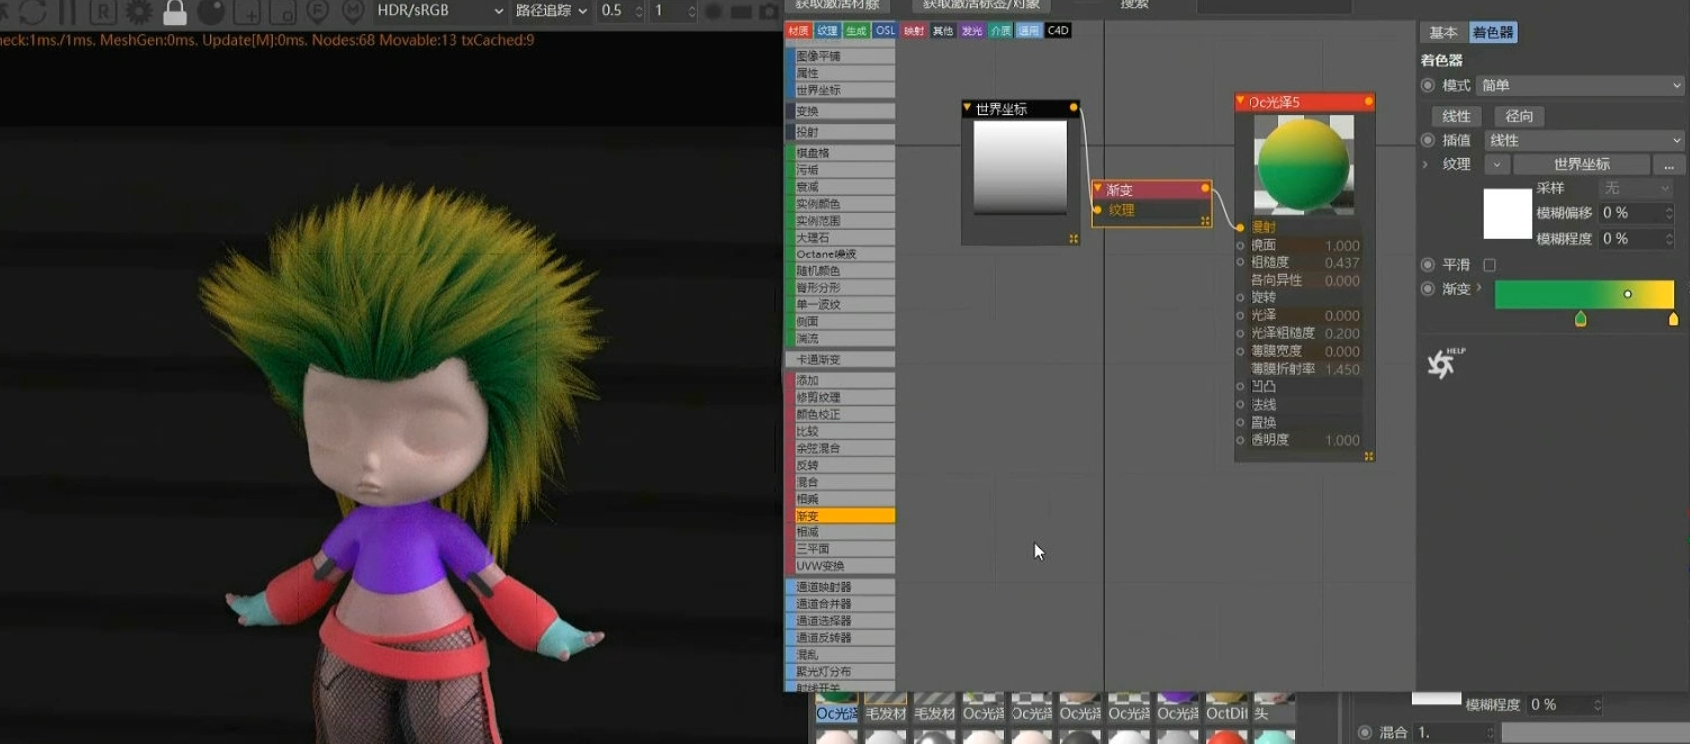 HDR/sRGB 路径追踪 0.5 1
heck:1ms./1ms. MeshGen:0ms. Update[M]:0ms. Nodes:68 Movable:13 txCached:9
获取激活材质 获取激活标签/对象 搜索
材质 纹理 生成 OSL 映射 其他 发光 介质 通用 C4D
图像平铺
属性
世界坐标
变换
投射
棋盘格
污垢
衰减
实例颜色
实例范围
大理石
Octane噪波
随机颜色
脊形分形
单一波纹
侧面
湍流
卡通渐变
添加
修剪纹理
颜色校正
比较
余弦混合
反转
混合
相乘
渐变
相减
三平面
UVW变换
通道映射器
通道合并器
通道选择器
通道反转器
混乱
聚光灯分布
射线开关
世界坐标
渐变
纹理
Oc光泽5
漫射
镜面 1.000
粗糙度 0.437
各向异性 0.000
旋转
光泽 0.000
光泽粗糙度 0.200
薄膜宽度 0.000
薄膜折射率 1.450
凹凸
法线
置换
透明度 1.000
基本 着色器
着色器
模式 简单
线性 径向
插值 线性
纹理 世界坐标 ...
采样 无
模糊偏移 0 %
模糊程度 0 %
平滑
渐变
HELP
Oc光泽 毛发材 毛发材 Oc光泽 Oc光泽 Oc光泽 Oc光泽 Oc光泽 OctDif 头
模糊程度 0 %
混合 1.